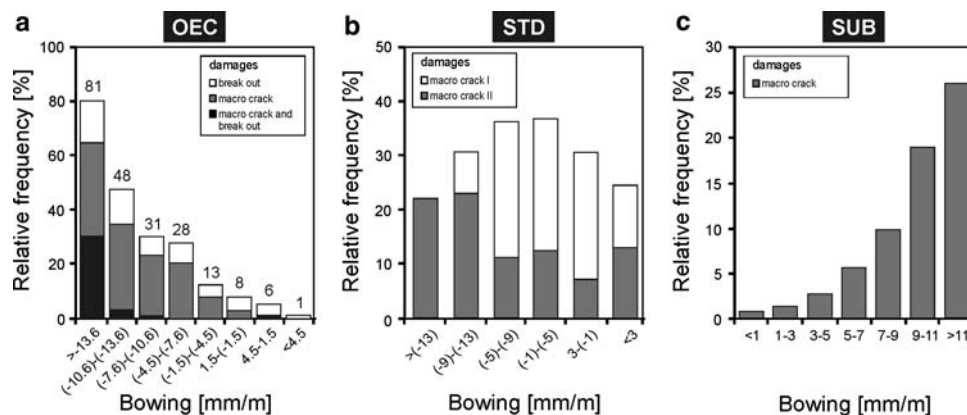 a
OEC
Relative frequency [%]
100
80
60
40
20
0
damages
break out
macro crack
macro crack and
break out
81
48
31
28
13
8
6
1
>-13.6
(-10.6)-(-13.6)
(-7.6)-(-10.6)
(-4.5)-(-7.6)
(-1.5)-(-4.5)
1.5-(-1.5)
4.5-1.5
<4.5
Bowing [mm/m]
b
STD
Relative frequency [%]
50
40
30
20
10
0
damages
macro crack I
macro crack II
>(-13)
(-9)-(-13)
(-5)-(-9)
(-1)-(-5)
3-(-1)
<3
Bowing [mm/m]
c
SUB
Relative frequency [%]
30
25
20
15
10
5
0
damages
macro crack
<1
1-3
3-5
5-7
7-9
9-11
>11
Bowing [mm/m]